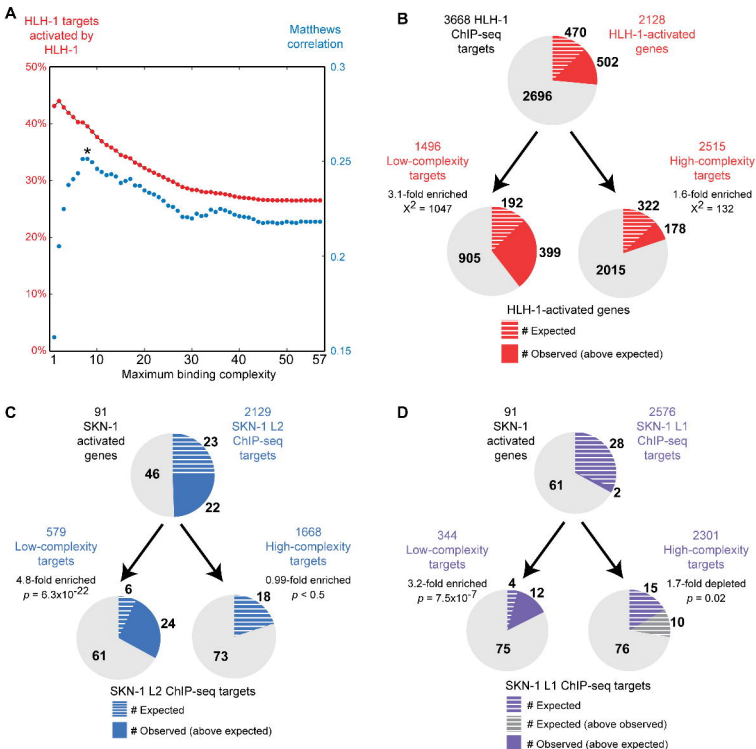 A
HLH-1 targets
activated by
HLH-1
Matthews
correlation
50%
40%
30%
20%
10%
0%
0.3
0.25
0.2
0.15
*
1
10
20
30
40
50
57
Maximum binding complexity
B
3668 HLH-1
ChIP-seq
targets
470
2128
HLH-1-activated
genes
502
2696
1496
Low-complexity
targets
3.1-fold enriched
X2 = 1047
192
399
905
2515
High-complexity
targets
1.6-fold enriched
X2 = 132
322
178
2015
HLH-1-activated genes
# Expected
# Observed (above expected)
C
91
SKN-1
activated
genes
2129
SKN-1 L2
ChIP-seq
targets
23
46
22
579
Low-complexity
targets
4.8-fold enriched
p = 6.3x10-22
6
24
61
1668
High-complexity
targets
0.99-fold enriched
p < 0.5
18
73
SKN-1 L2 ChIP-seq targets
# Expected
# Observed (above expected)
D
91
SKN-1
activated
genes
2576
SKN-1 L1
ChIP-seq
targets
28
61
2
344
Low-complexity
targets
3.2-fold enriched
p = 7.5x10-7
4
12
75
2301
High-complexity
targets
1.7-fold depleted
p = 0.02
15
10
76
SKN-1 L1 ChIP-seq targets
# Expected
# Expected (above observed)
# Observed (above expected)